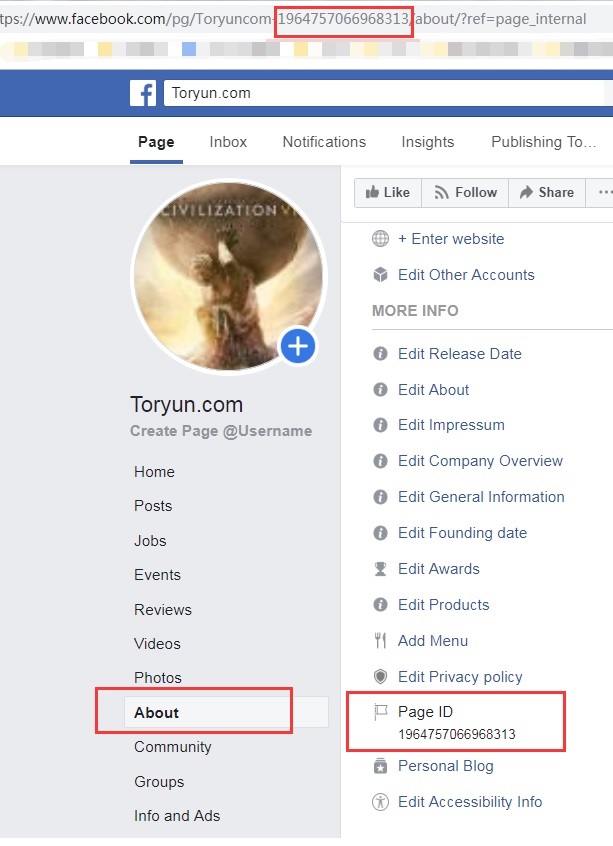 tps://www.facebook.com/pg/Toryuncom-1964757066968313/about/?ref=page_internal
Toryun.com
Page Inbox Notifications Insights Publishing To…
CIVILIZATION VI
Like Follow Share ...
+ Enter website
Edit Other Accounts
MORE INFO
Edit Release Date
Edit About
Edit Impressum
Edit Company Overview
Edit General Information
Edit Founding date
Edit Awards
Edit Products
Add Menu
Edit Privacy policy
Page ID
1964757066968313
Personal Blog
Edit Accessibility Info
Toryun.com
Create Page @Username
Home
Posts
Jobs
Events
Reviews
Videos
Photos
About
Community
Groups
Info and Ads